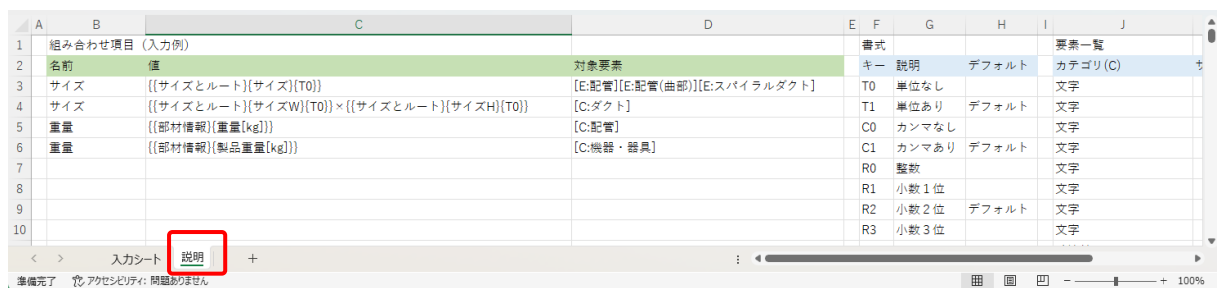 A B C D E F G H I J
1 組み合わせ項目（入力例） 書式 要素一覧
2 名前 値 対象要素 キー 説明 デフォルト カテゴリ(C)
3 サイズ {{サイズとルート}{サイズ}{T0}} [E:配管][E:配管(曲部)][E:スパイラルダクト] T0 単位なし 文字
4 サイズ {{サイズとルート}{サイズW}{T0}}×{{サイズとルート}{サイズH}{T0}} [C:ダクト] T1 単位あり デフォルト 文字
5 重量 {{部材情報}{重量[kg]}} [C:配管] C0 カンマなし 文字
6 重量 {{部材情報}{製品重量[kg]}} [C:機器・器具] C1 カンマあり デフォルト 文字
7 R0 整数 文字
8 R1 小数１位 文字
9 R2 小数２位 デフォルト 文字
10 R3 小数３位 文字
入力シート 説明 +
準備完了 アクセシビリティ: 問題ありません - + 100%